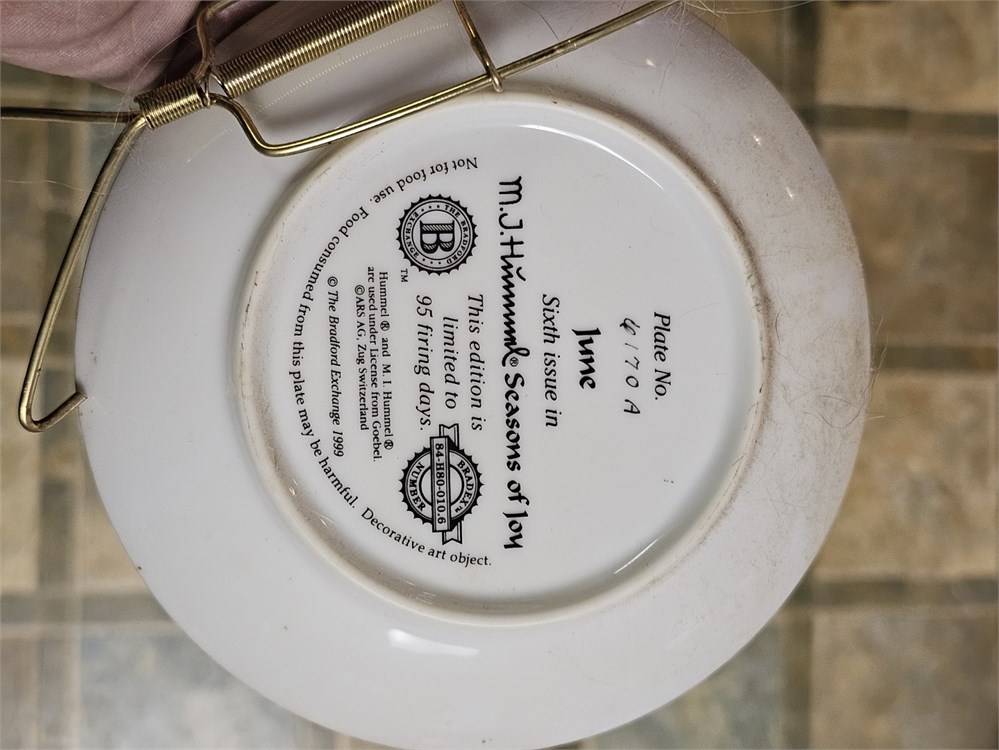 Plate No.
6170 A
June
Sixth issue in
M.J.Hummel® Seasons of Joy
This edition is
limited to
95 firing days.
THE BRADFORD
B
EXCHANGE
TM
BRADEX™
84-H80-010.6
NUMBER
Hummel ® and M. I. Hummel ®
are used under License from Goebel.
©ARS AG, Zug Switzerland
© The Bradford Exchange 1999
Not for food use. Food consumed from this plate may be harmful. Decorative art object.